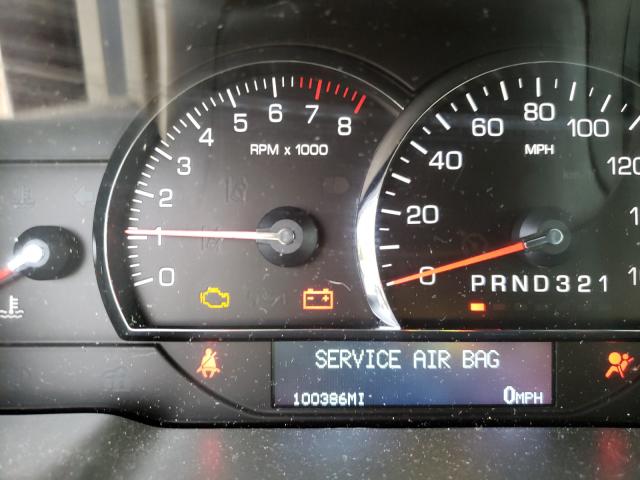 0 1 2 3 4 5 6 7 8
RPM x 1000
0 20 40 60 80 100 120
MPH
PRND321
SERVICE AIR BAG
100386MI 0MPH